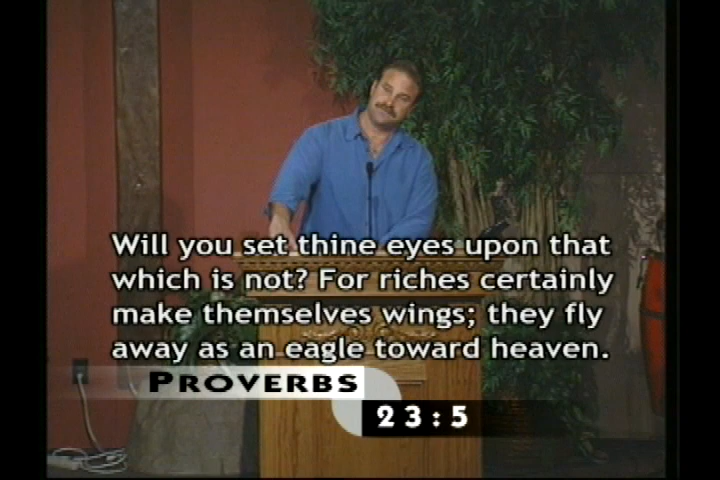 Will you set thine eyes upon that
which is not? For riches certainly
make themselves wings; they fly
away as an eagle toward heaven.
PROVERBS
23:5